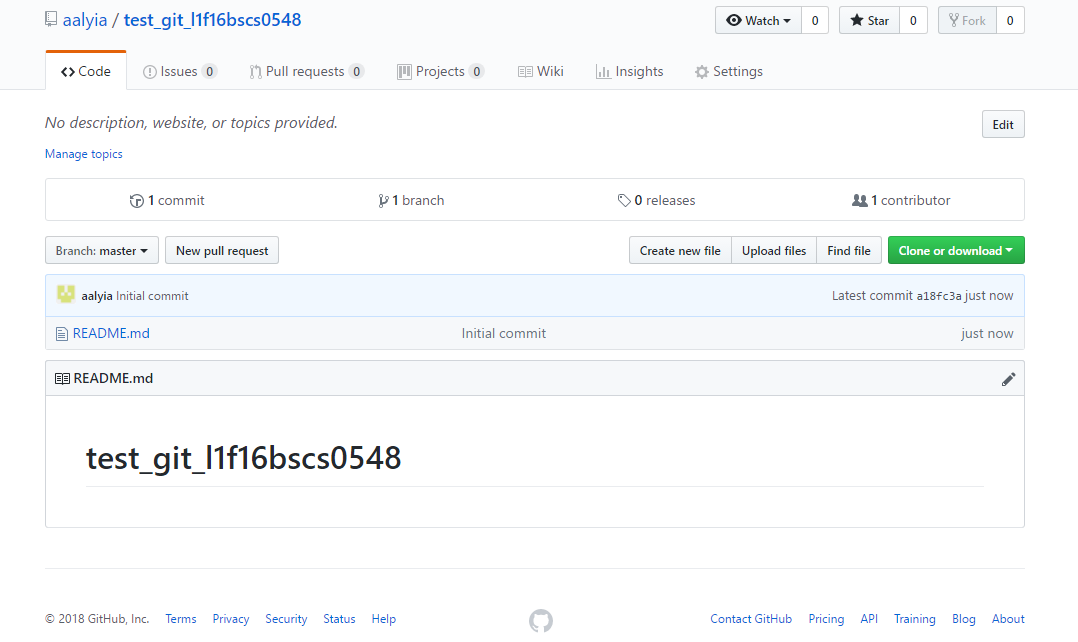 aalyia / test_git_l1f16bscs0548 Watch 0 Star 0 Fork 0
Code Issues 0 Pull requests 0 Projects 0 Wiki Insights Settings
No description, website, or topics provided. Edit
Manage topics
1 commit 1 branch 0 releases 1 contributor
Branch: master New pull request Create new file Upload files Find file Clone or download
aalyia Initial commit Latest commit a18fc3a just now
README.md Initial commit just now
README.md
test_git_l1f16bscs0548
© 2018 GitHub, Inc. Terms Privacy Security Status Help Contact GitHub Pricing API Training Blog About